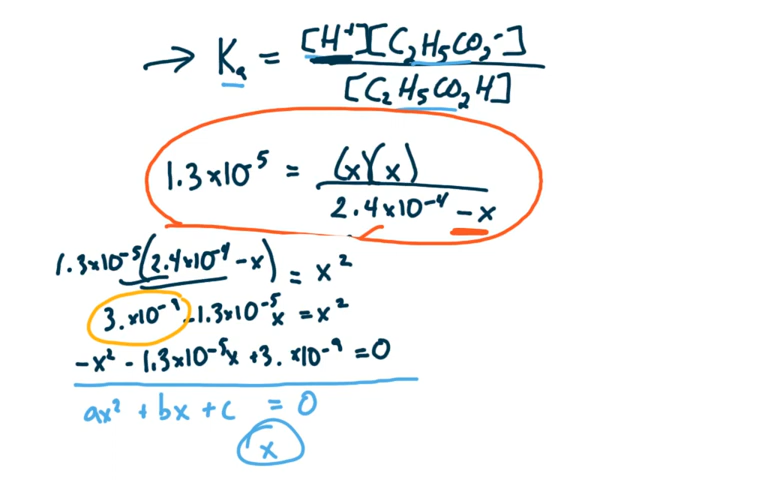 → Kₐ = [H⁺][C₂H₅CO₂⁻] / [C₂H₅CO₂H]
1.3×10⁻⁵ = (x)(x) / 2.4×10⁻⁴ - x
1.3×10⁻⁵(2.4×10⁻⁴ - x) = x²
3.×10⁻⁹ - 1.3×10⁻⁵x = x²
-x² - 1.3×10⁻⁵x + 3.×10⁻⁹ = 0
ax² + bx + c = 0
x